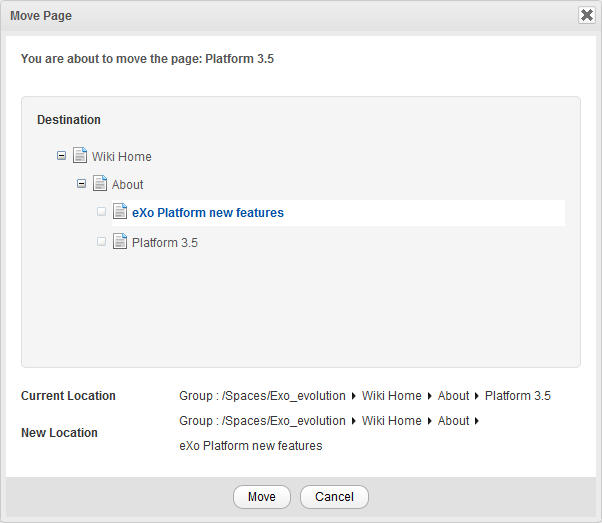 Move Page
You are about to move the page: Platform 3.5
Destination
Wiki Home
About
eXo Platform new features
Platform 3.5
Current Location Group : /Spaces/Exo_evolution Wiki Home About Platform 3.5
New Location Group : /Spaces/Exo_evolution Wiki Home About
eXo Platform new features
Move Cancel